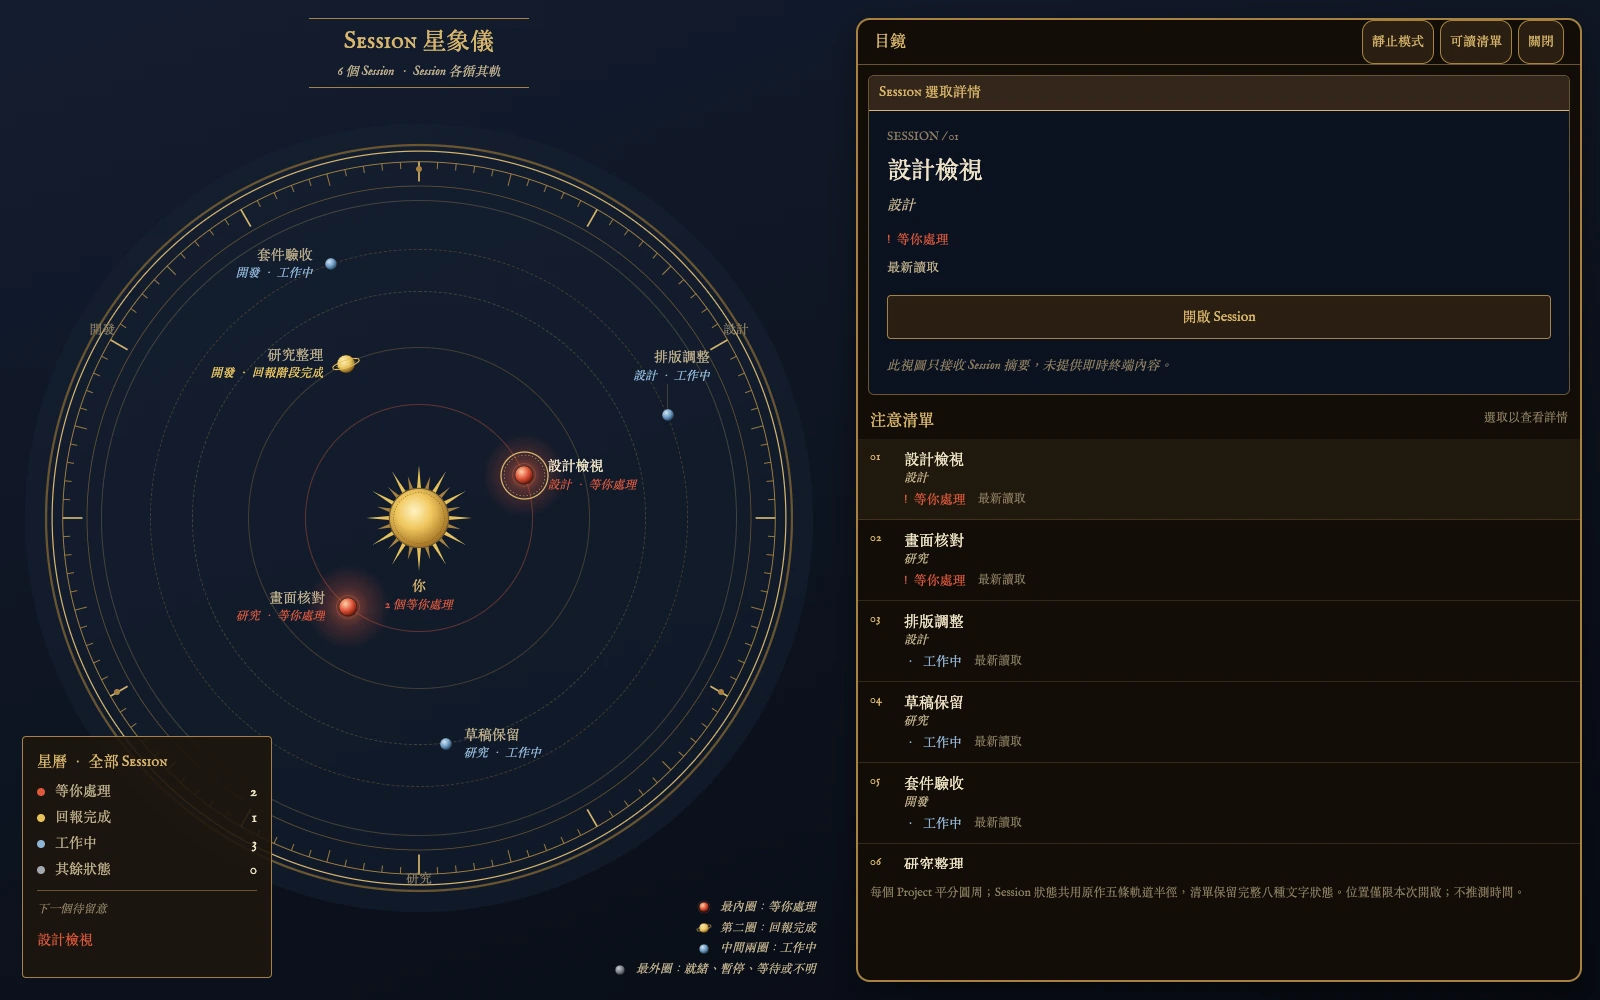 Session 星象儀
6 個 Session · Session 各循其軌
套件驗收
開發 · 工作中
開發
設計
研究整理
開發 · 回報階段完成
排版調整
設計 · 工作中
設計檢視
設計 · 等你處理
你
2 個等你處理
畫面核對
研究 · 等你處理
草稿保留
研究 · 工作中
研究
星曆 · 全部 Session
等你處理 2
回報完成 1
工作中 3
其餘狀態 0
下一個待留意
設計檢視
最內圈：等你處理
第二圈：回報完成
中間兩圈：工作中
最外圈：就緒、暫停、等待或不明
目鏡
靜止模式
可讀清單
關閉
Session 選取詳情
SESSION / 01
設計檢視
設計
! 等你處理
最新讀取
開啟 Session
此視圖只接收 Session 摘要，未提供即時終端內容。
注意清單
選取以查看詳情
01 設計檢視
設計
! 等你處理 最新讀取
02 畫面核對
研究
! 等你處理 最新讀取
03 排版調整
設計
· 工作中 最新讀取
04 草稿保留
研究
· 工作中 最新讀取
05 套件驗收
開發
· 工作中 最新讀取
06 研究整理
每個 Project 平分圓周；Session 狀態共用原作五條軌道半徑，清單保留完整八種文字狀態。位置僅限本次開啟；不推測時間。